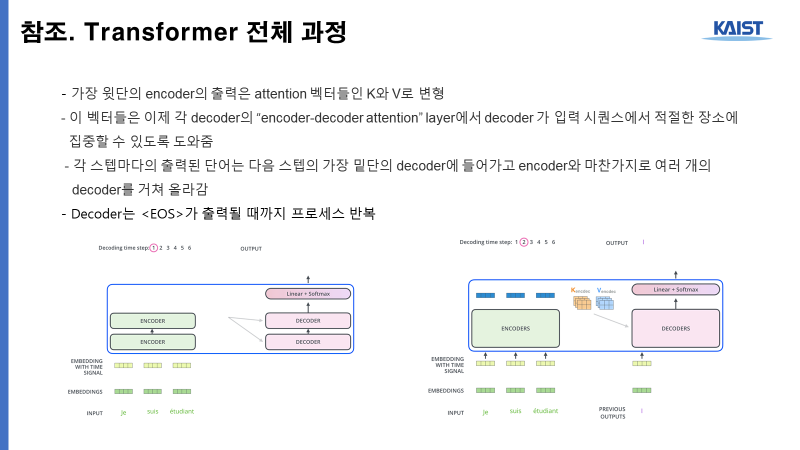 참조. Transformer 전체 과정
KAIST
- 가장 윗단의 encoder의 출력은 attention 벡터들인 K와 V로 변형
- 이 벡터들은 이제 각 decoder의 “encoder-decoder attention” layer에서 decoder 가 입력 시퀀스에서 적절한 장소에
집중할 수 있도록 도와줌
- 각 스텝마다의 출력된 단어는 다음 스텝의 가장 밑단의 decoder에 들어가고 encoder와 마찬가지로 여러 개의
decoder를 거쳐 올라감
- Decoder는 <EOS>가 출력될 때까지 프로세스 반복
Decoding time step: 1 2 3 4 5 6
OUTPUT
Linear + Softmax
ENCODER
DECODER
ENCODER
DECODER
EMBEDDING
WITH TIME
SIGNAL
EMBEDDINGS
INPUT
Je
suis
étudiant
Decoding time step: 1 2 3 4 5 6
OUTPUT
I
Kencdec
Vencdec
Linear + Softmax
ENCODERS
DECODERS
EMBEDDING
WITH TIME
SIGNAL
EMBEDDINGS
INPUT
Je
suis
étudiant
PREVIOUS
OUTPUTS
I